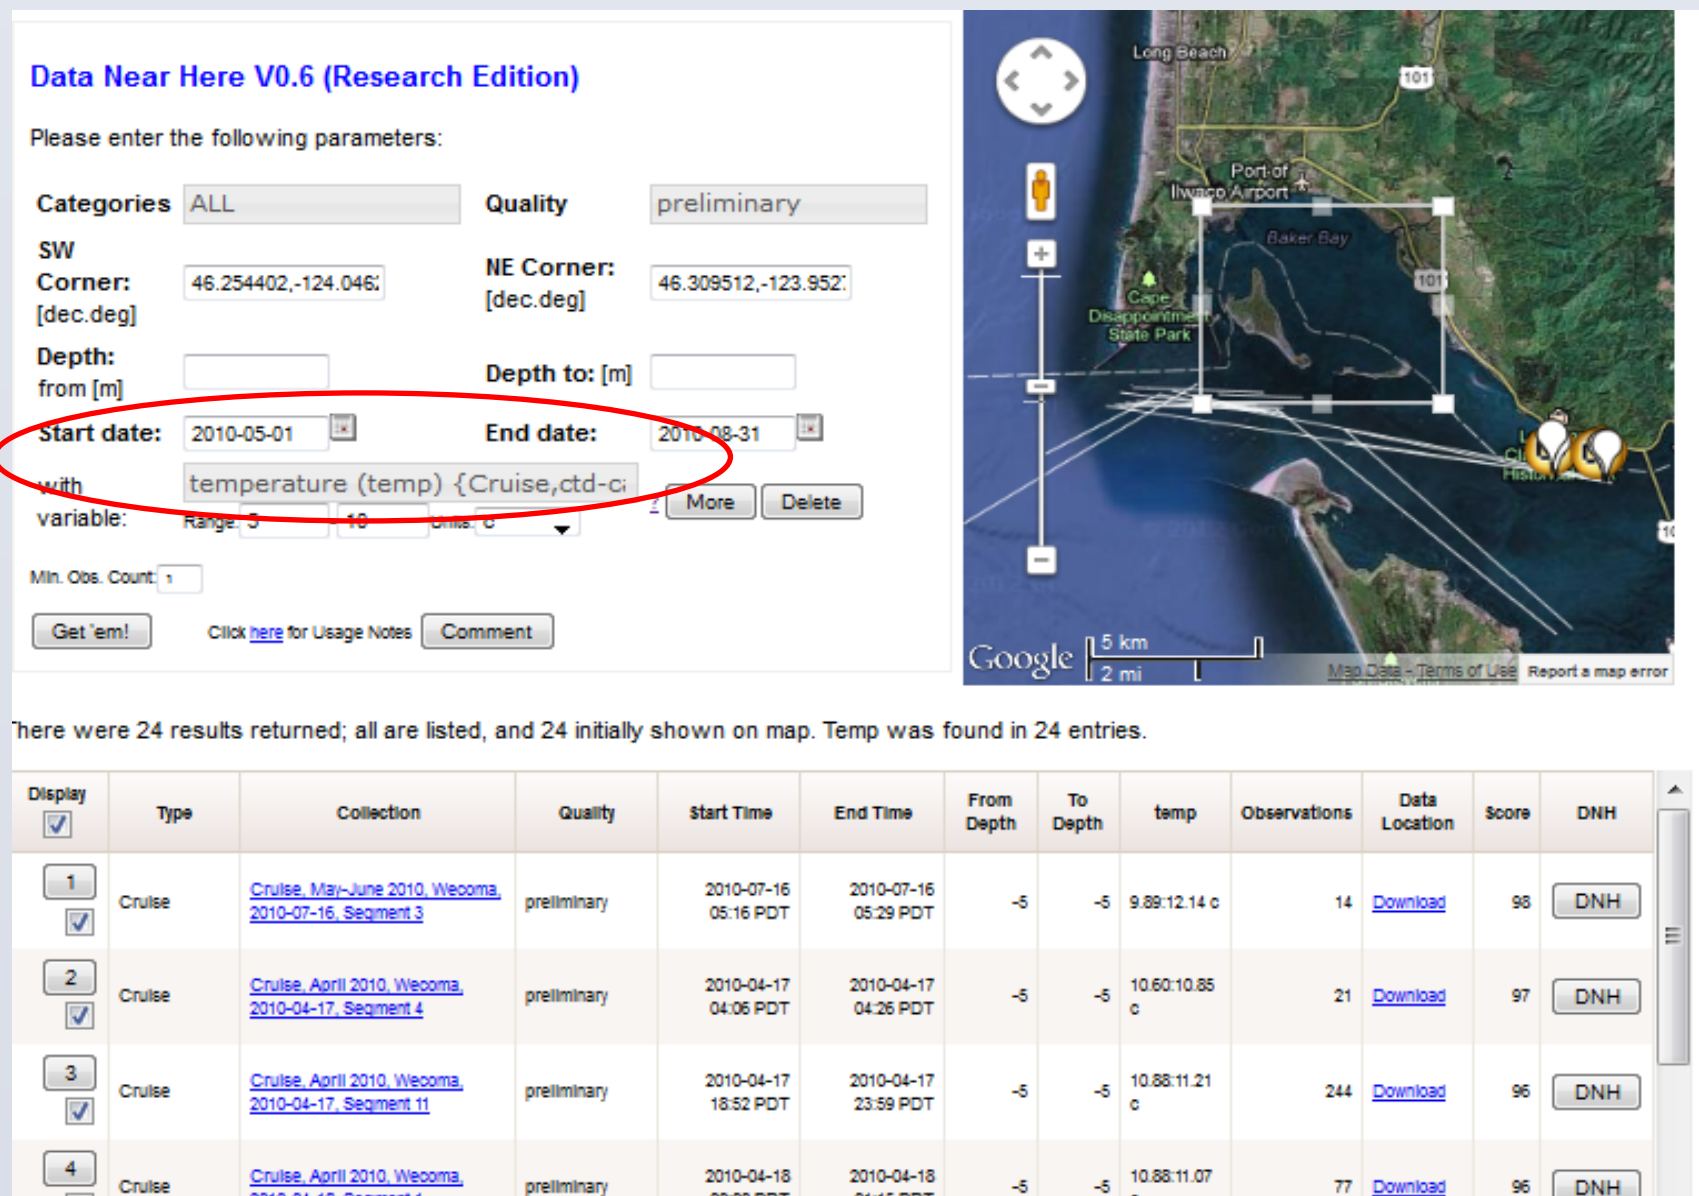 Data Near Here V0.6 (Research Edition)
Please enter the following parameters:
Categories ALL Quality preliminary
SW Corner: [dec.deg] 46.254402,-124.046 NE Corner: [dec.deg] 46.309512,-123.952
Depth: from [m] Depth to: [m]
Start date: 2010-05-01 End date: 2010-08-31
with variable: temperature (temp) {Cruise,ctd-c
Range: Units: c ? More Delete
Min. Obs. Count: 1
Get 'em! Click here for Usage Notes Comment
Long Beach
101
Port of
Ilwaco Airport
Baker Bay
101
Cape
Disappointment
State Park
Google
5 km
2 mi
Map Data - Terms of Use Report a map error
here were 24 results returned; all are listed, and 24 initially shown on map. Temp was found in 24 entries.
Display Type Collection Quality Start Time End Time From Depth To Depth temp Observations Data Location Score DNH
1 Cruise Cruise, May-June 2010, Wecoma, 2010-07-16, Segment 3 preliminary 2010-07-16 05:16 PDT 2010-07-16 05:29 PDT -5 -5 9.89:12.14 c 14 Download 98 DNH
2 Cruise Cruise, April 2010, Wecoma, 2010-04-17, Segment 4 preliminary 2010-04-17 04:06 PDT 2010-04-17 04:26 PDT -5 -5 10.60:10.85 c 21 Download 97 DNH
3 Cruise Cruise, April 2010, Wecoma, 2010-04-17, Segment 11 preliminary 2010-04-17 18:52 PDT 2010-04-17 23:59 PDT -5 -5 10.88:11.21 c 244 Download 96 DNH
4 Cruise Cruise, April 2010, Wecoma, preliminary 2010-04-18 2010-04-18 -5 -5 10.88:11.07 77 Download 96 DNH